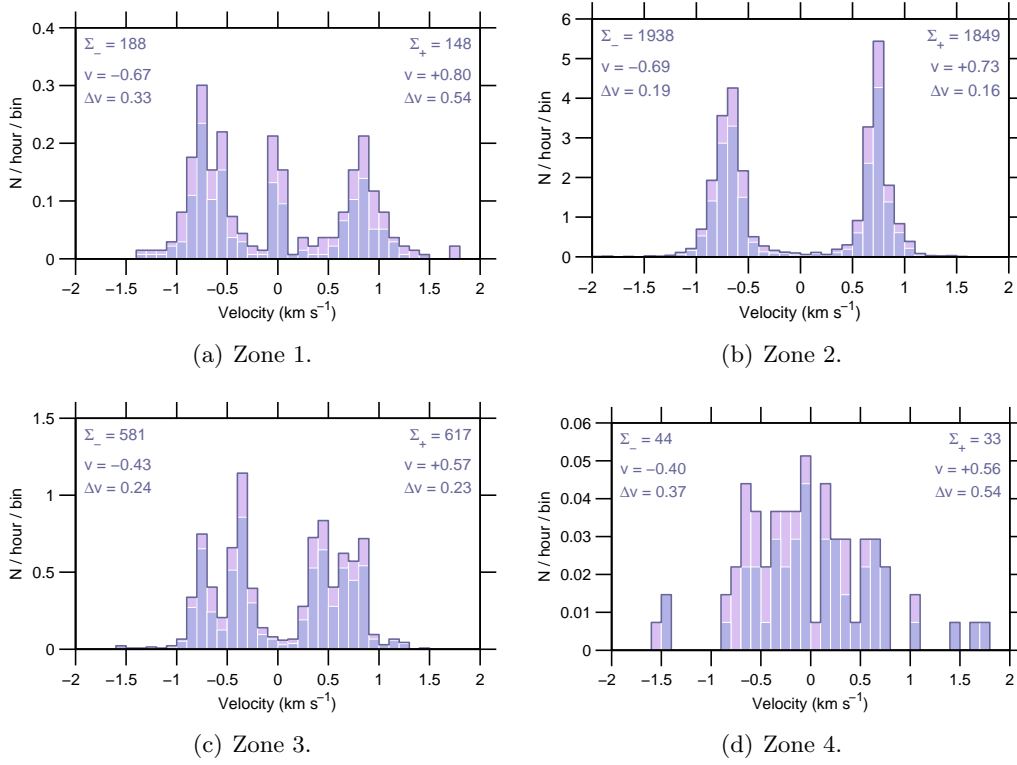 0.4
0.3
0.2
0.1
0
N / hour / bin
Σ− = 188
v = −0.67
Δv = 0.33
Σ+ = 148
v = +0.80
Δv = 0.54
−2 −1.5 −1 −0.5 0 0.5 1 1.5 2
Velocity (km s−1)
(a) Zone 1.
6
5
4
3
2
1
0
N / hour / bin
Σ− = 1938
v = −0.69
Δv = 0.19
Σ+ = 1849
v = +0.73
Δv = 0.16
−2 −1.5 −1 −0.5 0 0.5 1 1.5 2
Velocity (km s−1)
(b) Zone 2.
1.5
1
0.5
0
N / hour / bin
Σ− = 581
v = −0.43
Δv = 0.24
Σ+ = 617
v = +0.57
Δv = 0.23
−2 −1.5 −1 −0.5 0 0.5 1 1.5 2
Velocity (km s−1)
(c) Zone 3.
0.06
0.05
0.04
0.03
0.02
0.01
0
N / hour / bin
Σ− = 44
v = −0.40
Δv = 0.37
Σ+ = 33
v = +0.56
Δv = 0.54
−2 −1.5 −1 −0.5 0 0.5 1 1.5 2
Velocity (km s−1)
(d) Zone 4.